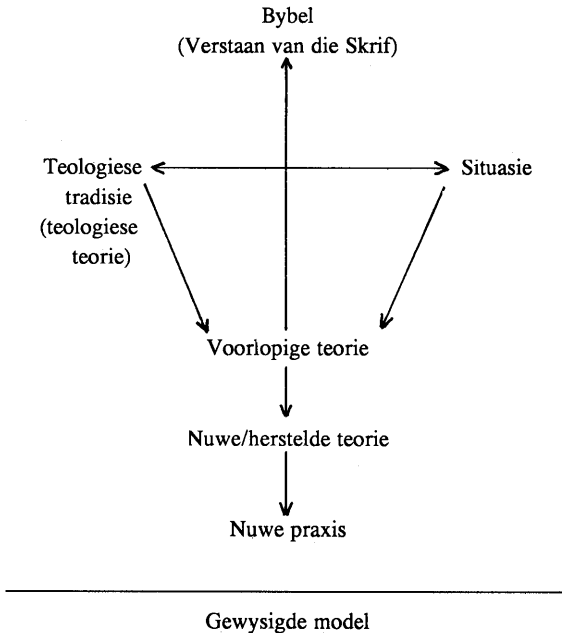 Bybel
(Verstaan van die Skrif)
Teologiese
tradisie
(teologiese
teorie)
Situasie
Voorlopige teorie
Nuwe/herstelde teorie
Nuwe praxis
Gewysigde model